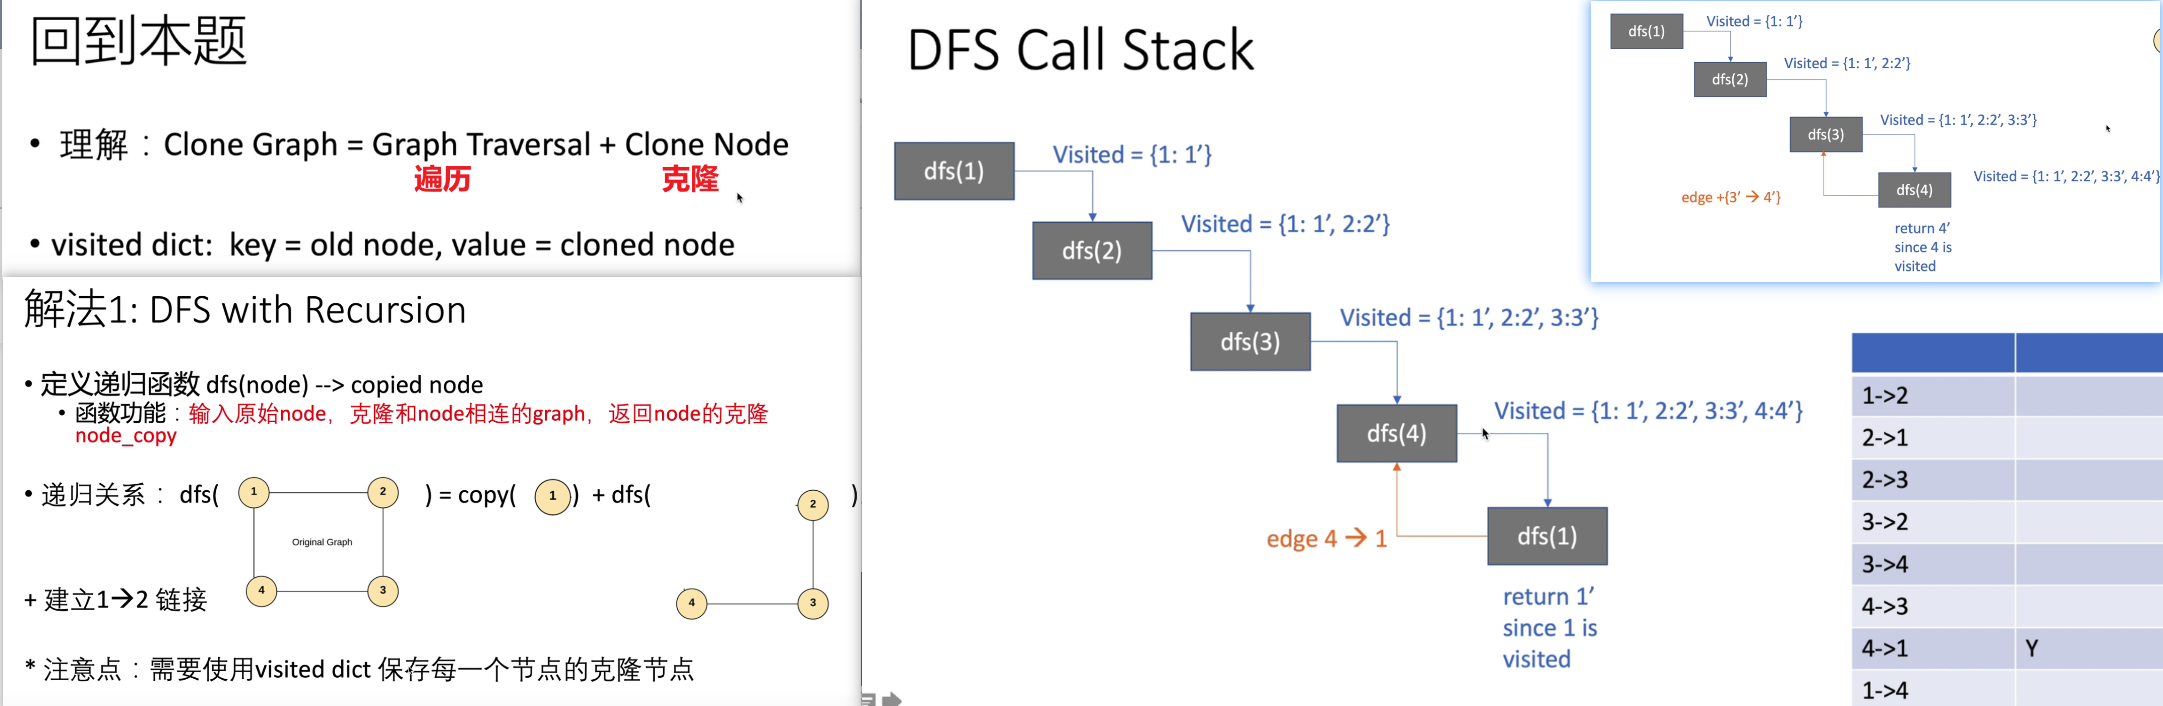 回到本题
• 理解：Clone Graph = Graph Traversal + Clone Node
遍历 克隆
• visited dict: key = old node, value = cloned node
解法1: DFS with Recursion
• 定义递归函数 dfs(node) --> copied node
• 函数功能：输入原始node，克隆和node相连的graph，返回node的克隆
node_copy
• 递归关系： dfs( 1 2 ) = copy( 1 ) + dfs( 2 )
Original Graph
4 3
4 3
+ 建立1→2 链接
* 注意点：需要使用visited dict 保存每一个节点的克隆节点
DFS Call Stack
dfs(1)
Visited = {1: 1’}
dfs(2)
Visited = {1: 1’, 2:2’}
dfs(3)
Visited = {1: 1’, 2:2’, 3:3’}
dfs(4)
Visited = {1: 1’, 2:2’, 3:3’, 4:4’}
edge 4 → 1
dfs(1)
return 1’
since 1 is
visited
dfs(1)
Visited = {1: 1’}
dfs(2)
Visited = {1: 1’, 2:2’}
dfs(3)
Visited = {1: 1’, 2:2’, 3:3’}
dfs(4)
Visited = {1: 1’, 2:2’, 3:3’, 4:4’}
edge +{3’ → 4’}
return 4’
since 4 is
visited
1->2
2->1
2->3
3->2
3->4
4->3
4->1 Y
1->4